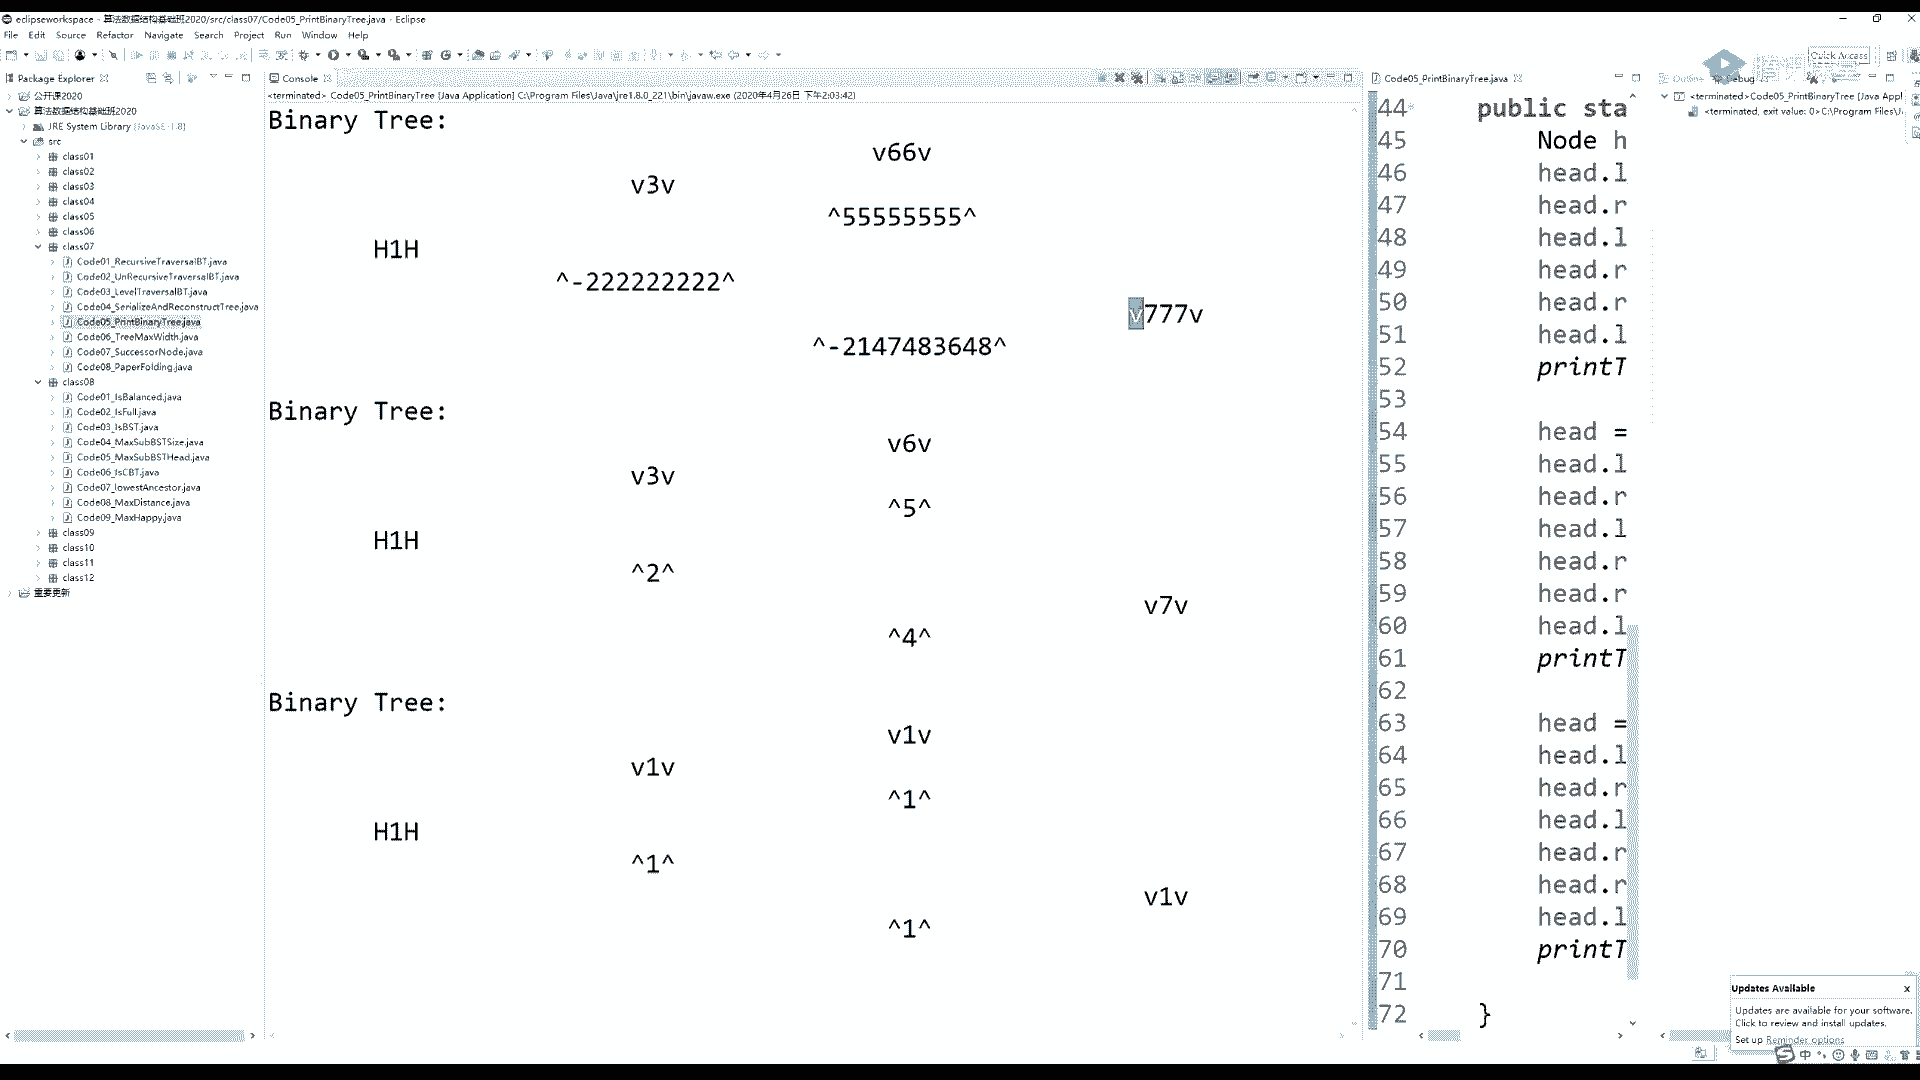 eclipseworkspace - 算法数据结构基础班2020/src/class07/Code05_PrintBinaryTree.java - Eclipse
File Edit Source Refactor Navigate Search Project Run Window Help
Quick Access
Package Explorer
公开课2020
算法数据结构基础班2020
JRE System Library [JavaSE-1.8]
src
class01
class02
class03
class04
class05
class06
class07
Code01_RecursiveTraversalBT.java
Code02_UnRecursiveTraversalBT.java
Code03_LevelTraversalBT.java
Code04_SerializeAndReconstructTree.java
Code05_PrintBinaryTree.java
Code06_TreeMaxWidth.java
Code07_SuccessorNode.java
Code08_PaperFolding.java
class08
Code01_IsBalanced.java
Code02_IsFull.java
Code03_IsBST.java
Code04_MaxSubBSTSize.java
Code05_MaxSubBSTHead.java
Code06_IsCBT.java
Code07_lowestAncestor.java
Code08_MaxDistance.java
Code09_MaxHappy.java
class09
class10
class11
class12
重要更新
Console
<terminated> Code05_PrintBinaryTree [Java Application] C:\Program Files\Java\jre1.8.0_221\bin\javaw.exe (2020年4月26日 下午2:03:42)
Binary Tree:
v66v
v3v
^55555555^
H1H
^-222222222^
v777v
^-2147483648^
Binary Tree:
v6v
v3v
^5^
H1H
^2^
v7v
^4^
Binary Tree:
v1v
v1v
^1^
H1H
^1^
v1v
^1^
Code05_PrintBinaryTree.java
44 public sta
45 Node h
46 head.l
47 head.r
48 head.l
49 head.r
50 head.r
51 head.l
52 printT
53
54 head =
55 head.l
56 head.r
57 head.l
58 head.r
59 head.r
60 head.l
61 printT
62
63 head =
64 head.l
65 head.r
66 head.l
67 head.r
68 head.r
69 head.l
70 printT
71
72 }
Outline Debug
<terminated>Code05_PrintBinaryTree [Java Appl
<terminated, exit value: 0>C:\Program Files\J
Updates Available
Updates are available for your software.
Click to review and install updates.
Set up Reminder options
中